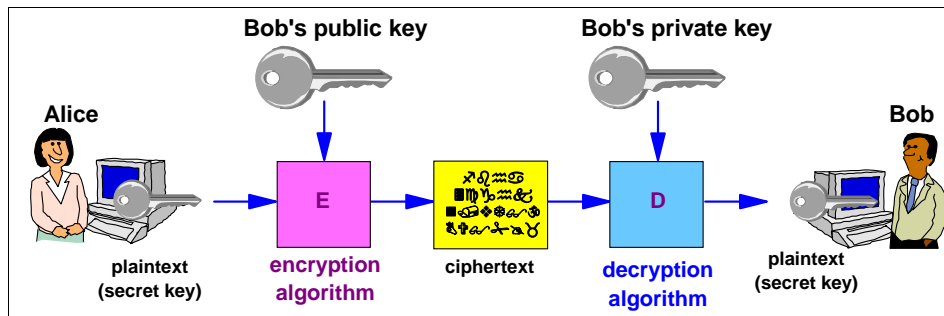 Bob's public key
Bob's private key
Alice
Bob
E
D
plaintext
(secret key)
encryption
algorithm
ciphertext
decryption
algorithm
plaintext
(secret key)